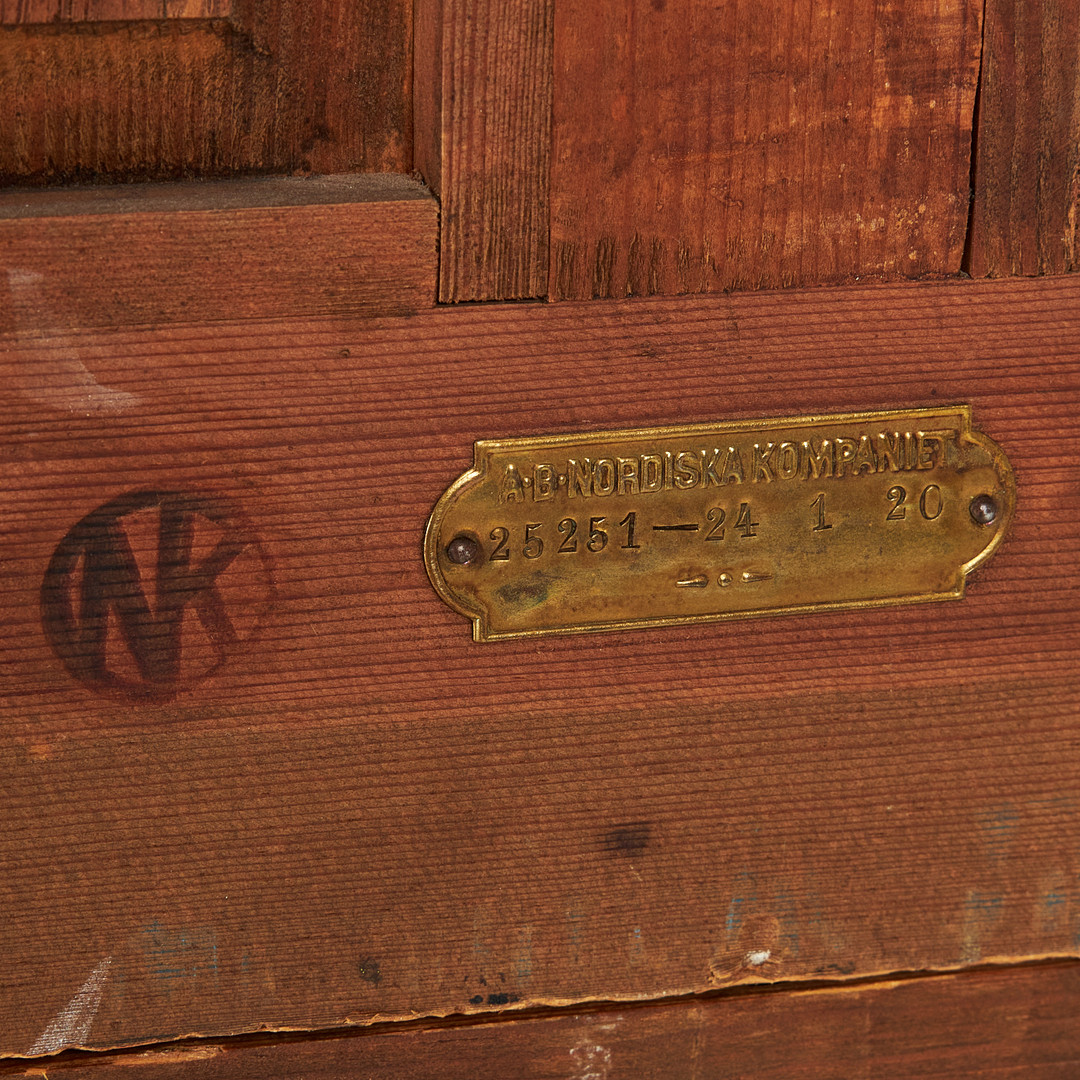 NK
A·B·NORDISKA KOMPANIET
25251—24 1 20